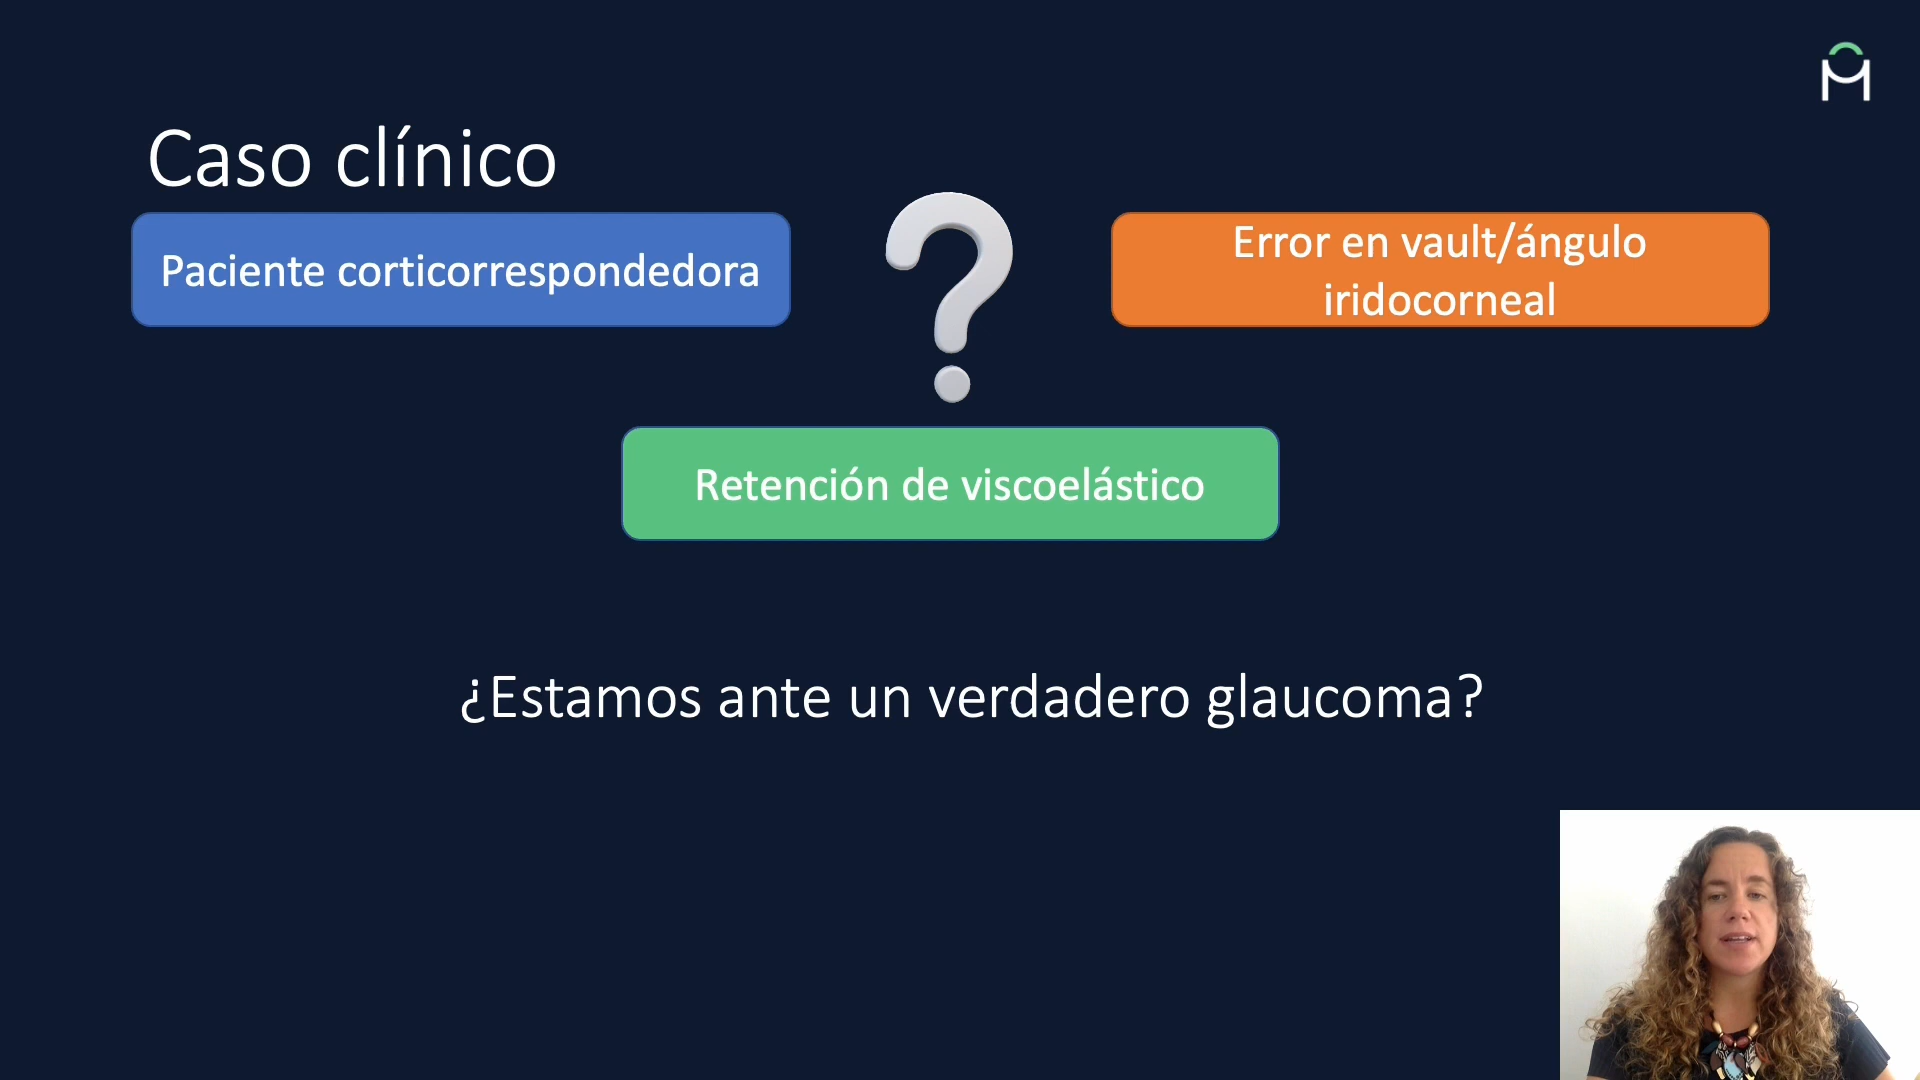 Caso clínico
Paciente corticorrespondedora
Error en vault/ángulo
iridocorneal
Retención de viscoelástico
¿Estamos ante un verdadero glaucoma?